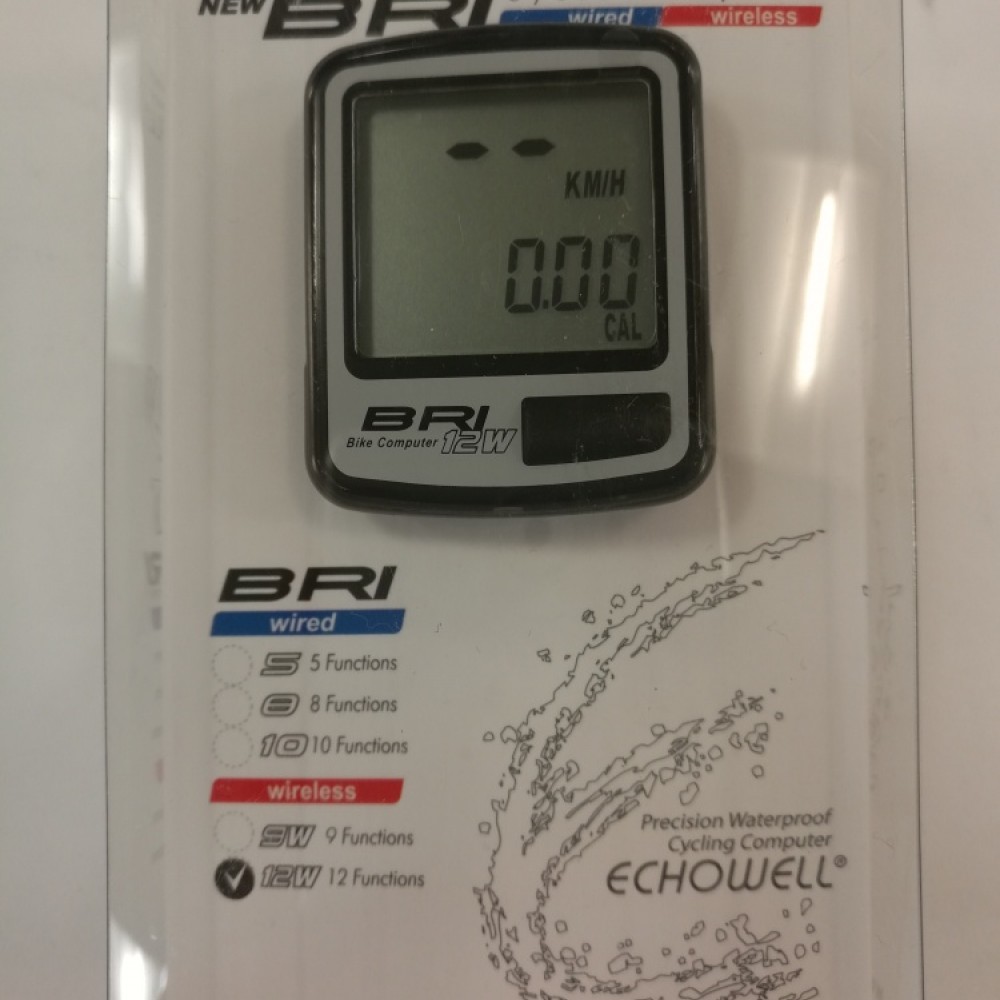 NEW BRI
wired wireless
KM/H
0.00
CAL
BRI
Bike Computer 12W
BRI
wired
5 5 Functions
8 8 Functions
10 10 Functions
wireless
9W 9 Functions
12W 12 Functions
Precision Waterproof
Cycling Computer
ECHOWELL®